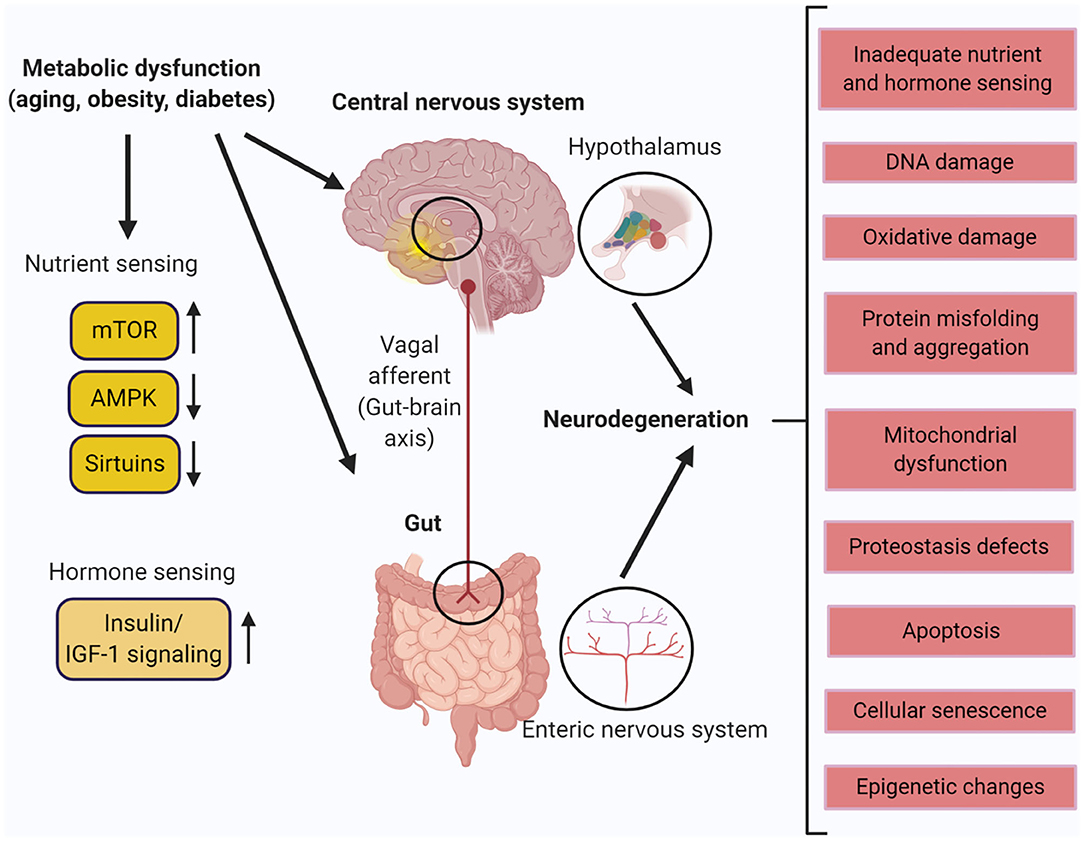 Metabolic dysfunction
(aging, obesity, diabetes)
Nutrient sensing
mTOR
AMPK
Sirtuins
Hormone sensing
Insulin/
IGF-1 signaling
Central nervous system
Hypothalamus
Vagal
afferent
(Gut-brain
axis)
Gut
Enteric nervous system
Neurodegeneration
Inadequate nutrient
and hormone sensing
DNA damage
Oxidative damage
Protein misfolding
and aggregation
Mitochondrial
dysfunction
Proteostasis defects
Apoptosis
Cellular senescence
Epigenetic changes